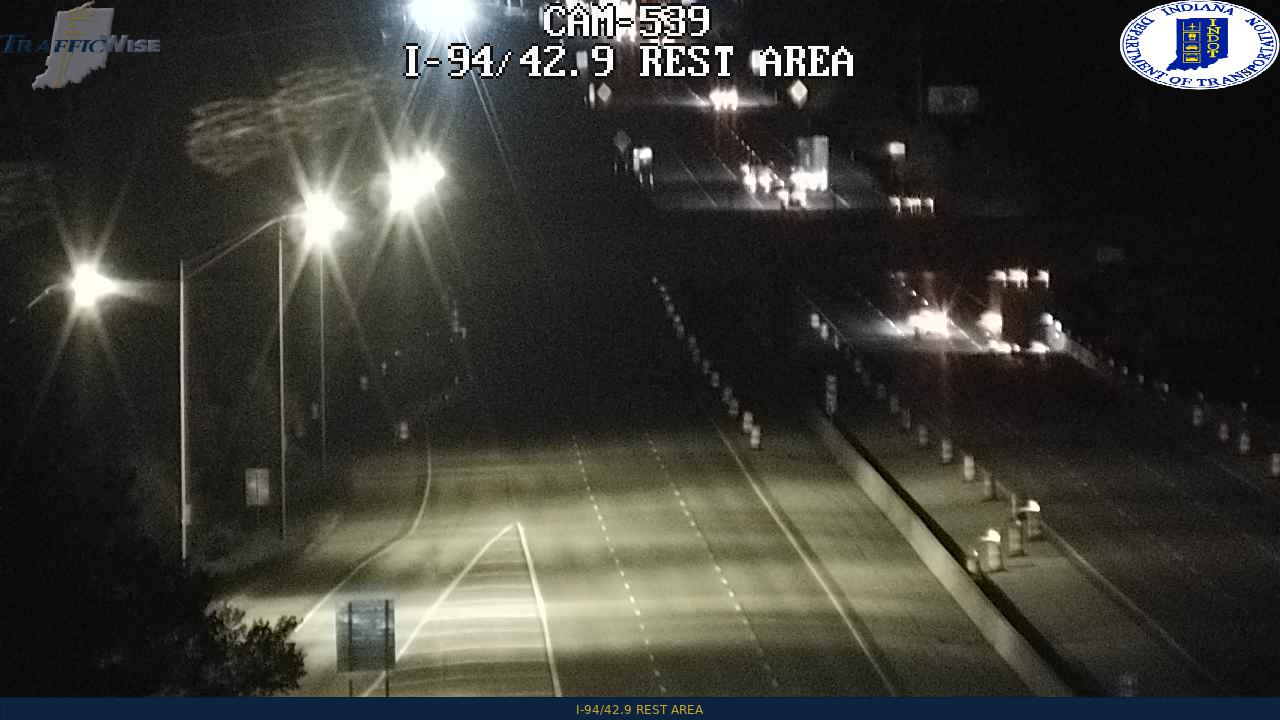 CAM-539
I-94/42.9 REST AREA
TRAFFICWISE
INDIANA
DEPARTMENT OF TRANSPORTATION
INDOT
I-94/42.9 REST AREA